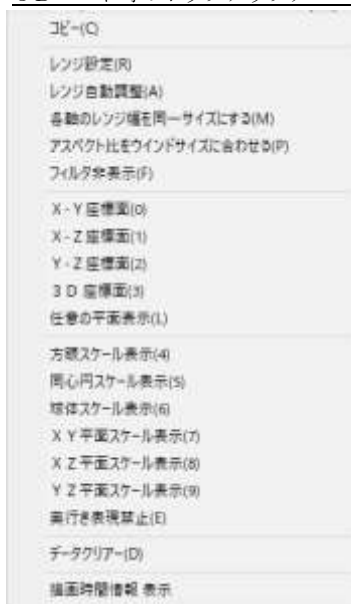 コピー(C)
レンジ設定(R)
レンジ自動調整(A)
各軸のレンジ幅を同一サイズにする(M)
アスペクト比をウインドサイズに合わせる(P)
フィルタ非表示(F)
X-Y座標面(0)
X-Z座標面(1)
Y-Z座標面(2)
3D座標面(3)
任意の平面表示(L)
方眼スケール表示(4)
同心円スケール表示(5)
球体スケール表示(6)
XY平面スケール表示(7)
XZ平面スケール表示(8)
YZ平面スケール表示(9)
奥行き表現禁止(E)
データクリアー(D)
描画時間情報 表示